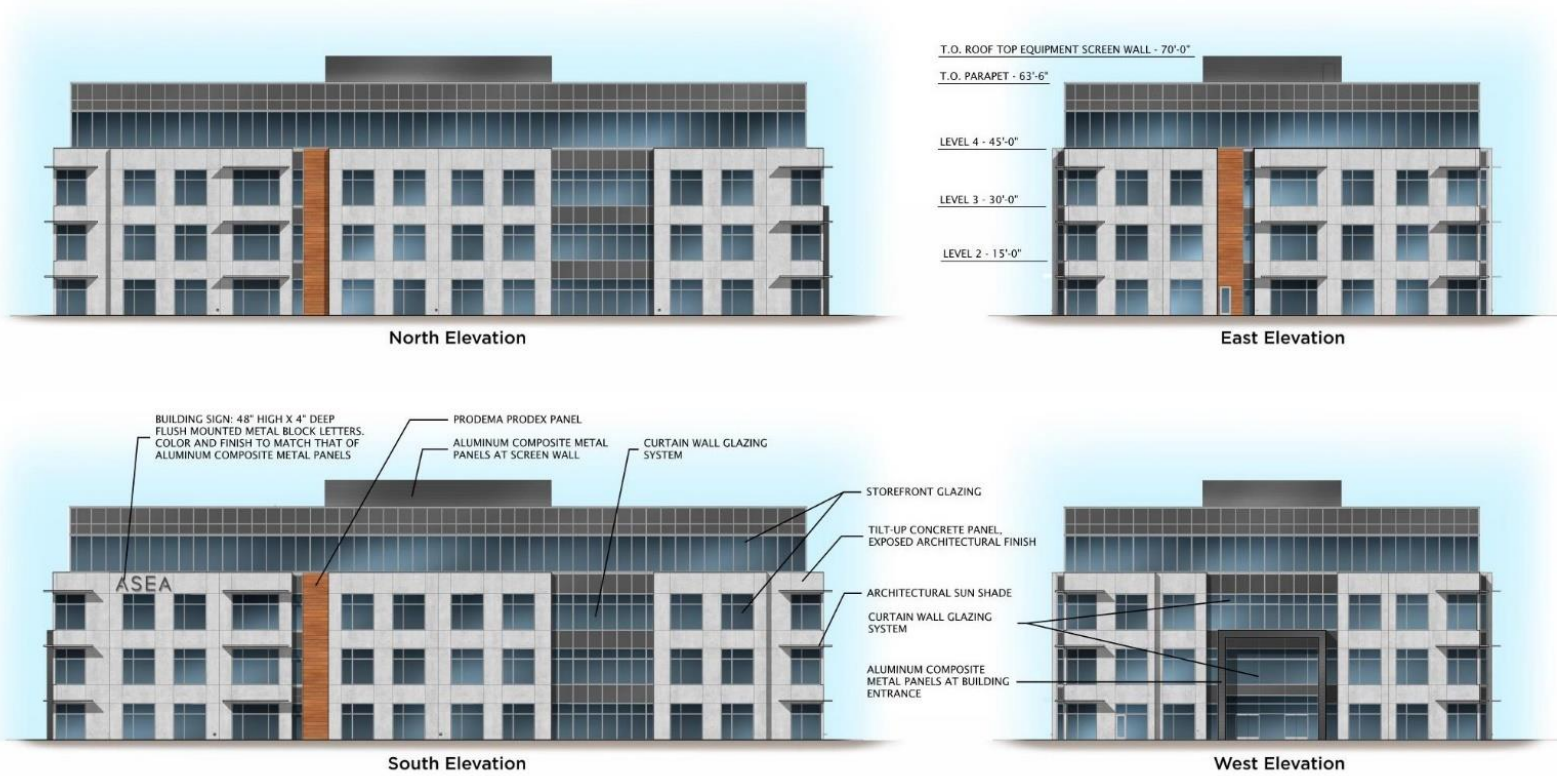 T.O. ROOF TOP EQUIPMENT SCREEN WALL - 70'-0"
T.O. PARAPET - 63'-6"
LEVEL 4 - 45'-0"
LEVEL 3 - 30'-0"
LEVEL 2 - 15'-0"
North Elevation
East Elevation
BUILDING SIGN: 48" HIGH X 4" DEEP
FLUSH MOUNTED METAL BLOCK LETTERS.
COLOR AND FINISH TO MATCH THAT OF
ALUMINUM COMPOSITE METAL PANELS
PRODEMA PRODEX PANEL
ALUMINUM COMPOSITE METAL
PANELS AT SCREEN WALL
CURTAIN WALL GLAZING
SYSTEM
STOREFRONT GLAZING
TILT-UP CONCRETE PANEL,
EXPOSED ARCHITECTURAL FINISH
ASEA
ARCHITECTURAL SUN SHADE
CURTAIN WALL GLAZING
SYSTEM
ALUMINUM COMPOSITE
METAL PANELS AT BUILDING
ENTRANCE
South Elevation
West Elevation